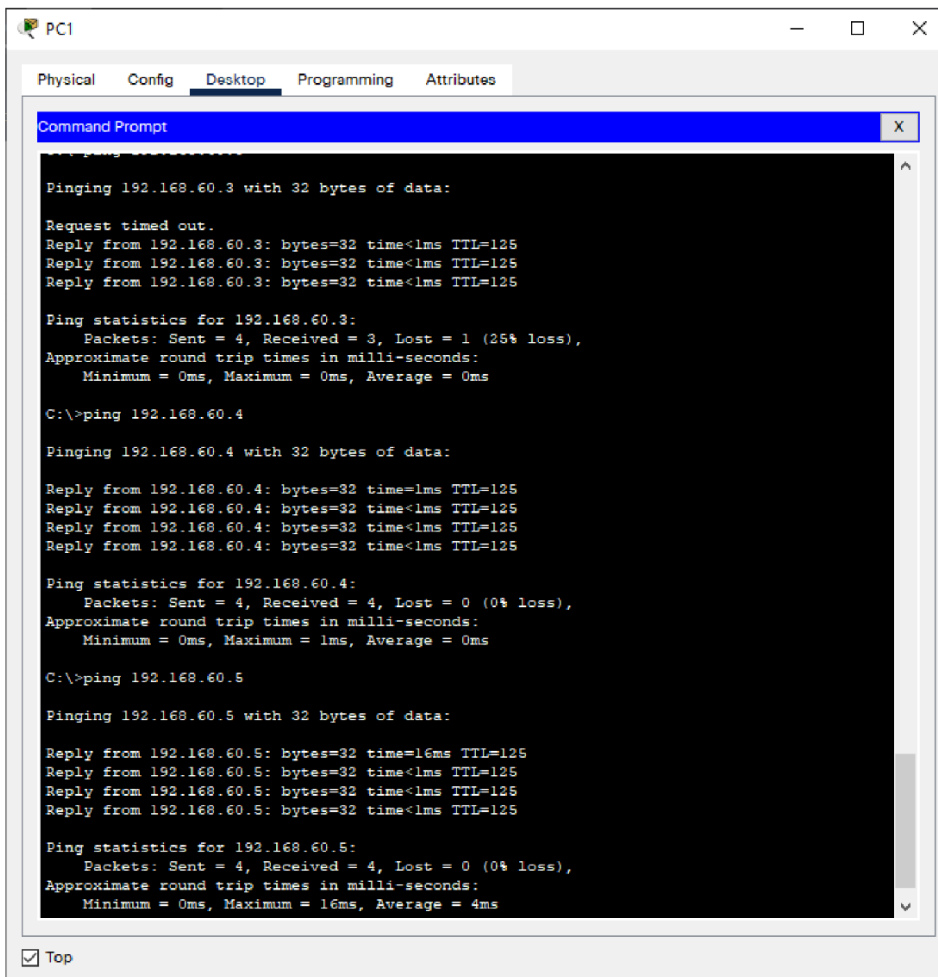 PC1
Physical Config Desktop Programming Attributes
Command Prompt X
Pinging 192.168.60.3 with 32 bytes of data:
Request timed out.
Reply from 192.168.60.3: bytes=32 time<1ms TTL=125
Reply from 192.168.60.3: bytes=32 time<1ms TTL=125
Reply from 192.168.60.3: bytes=32 time<1ms TTL=125
Ping statistics for 192.168.60.3:
Packets: Sent = 4, Received = 3, Lost = 1 (25% loss),
Approximate round trip times in milli-seconds:
Minimum = 0ms, Maximum = 0ms, Average = 0ms
C:\>ping 192.168.60.4
Pinging 192.168.60.4 with 32 bytes of data:
Reply from 192.168.60.4: bytes=32 time=1ms TTL=125
Reply from 192.168.60.4: bytes=32 time<1ms TTL=125
Reply from 192.168.60.4: bytes=32 time<1ms TTL=125
Reply from 192.168.60.4: bytes=32 time<1ms TTL=125
Ping statistics for 192.168.60.4:
Packets: Sent = 4, Received = 4, Lost = 0 (0% loss),
Approximate round trip times in milli-seconds:
Minimum = 0ms, Maximum = 1ms, Average = 0ms
C:\>ping 192.168.60.5
Pinging 192.168.60.5 with 32 bytes of data:
Reply from 192.168.60.5: bytes=32 time=16ms TTL=125
Reply from 192.168.60.5: bytes=32 time<1ms TTL=125
Reply from 192.168.60.5: bytes=32 time<1ms TTL=125
Reply from 192.168.60.5: bytes=32 time<1ms TTL=125
Ping statistics for 192.168.60.5:
Packets: Sent = 4, Received = 4, Lost = 0 (0% loss),
Approximate round trip times in milli-seconds:
Minimum = 0ms, Maximum = 16ms, Average = 4ms
Top